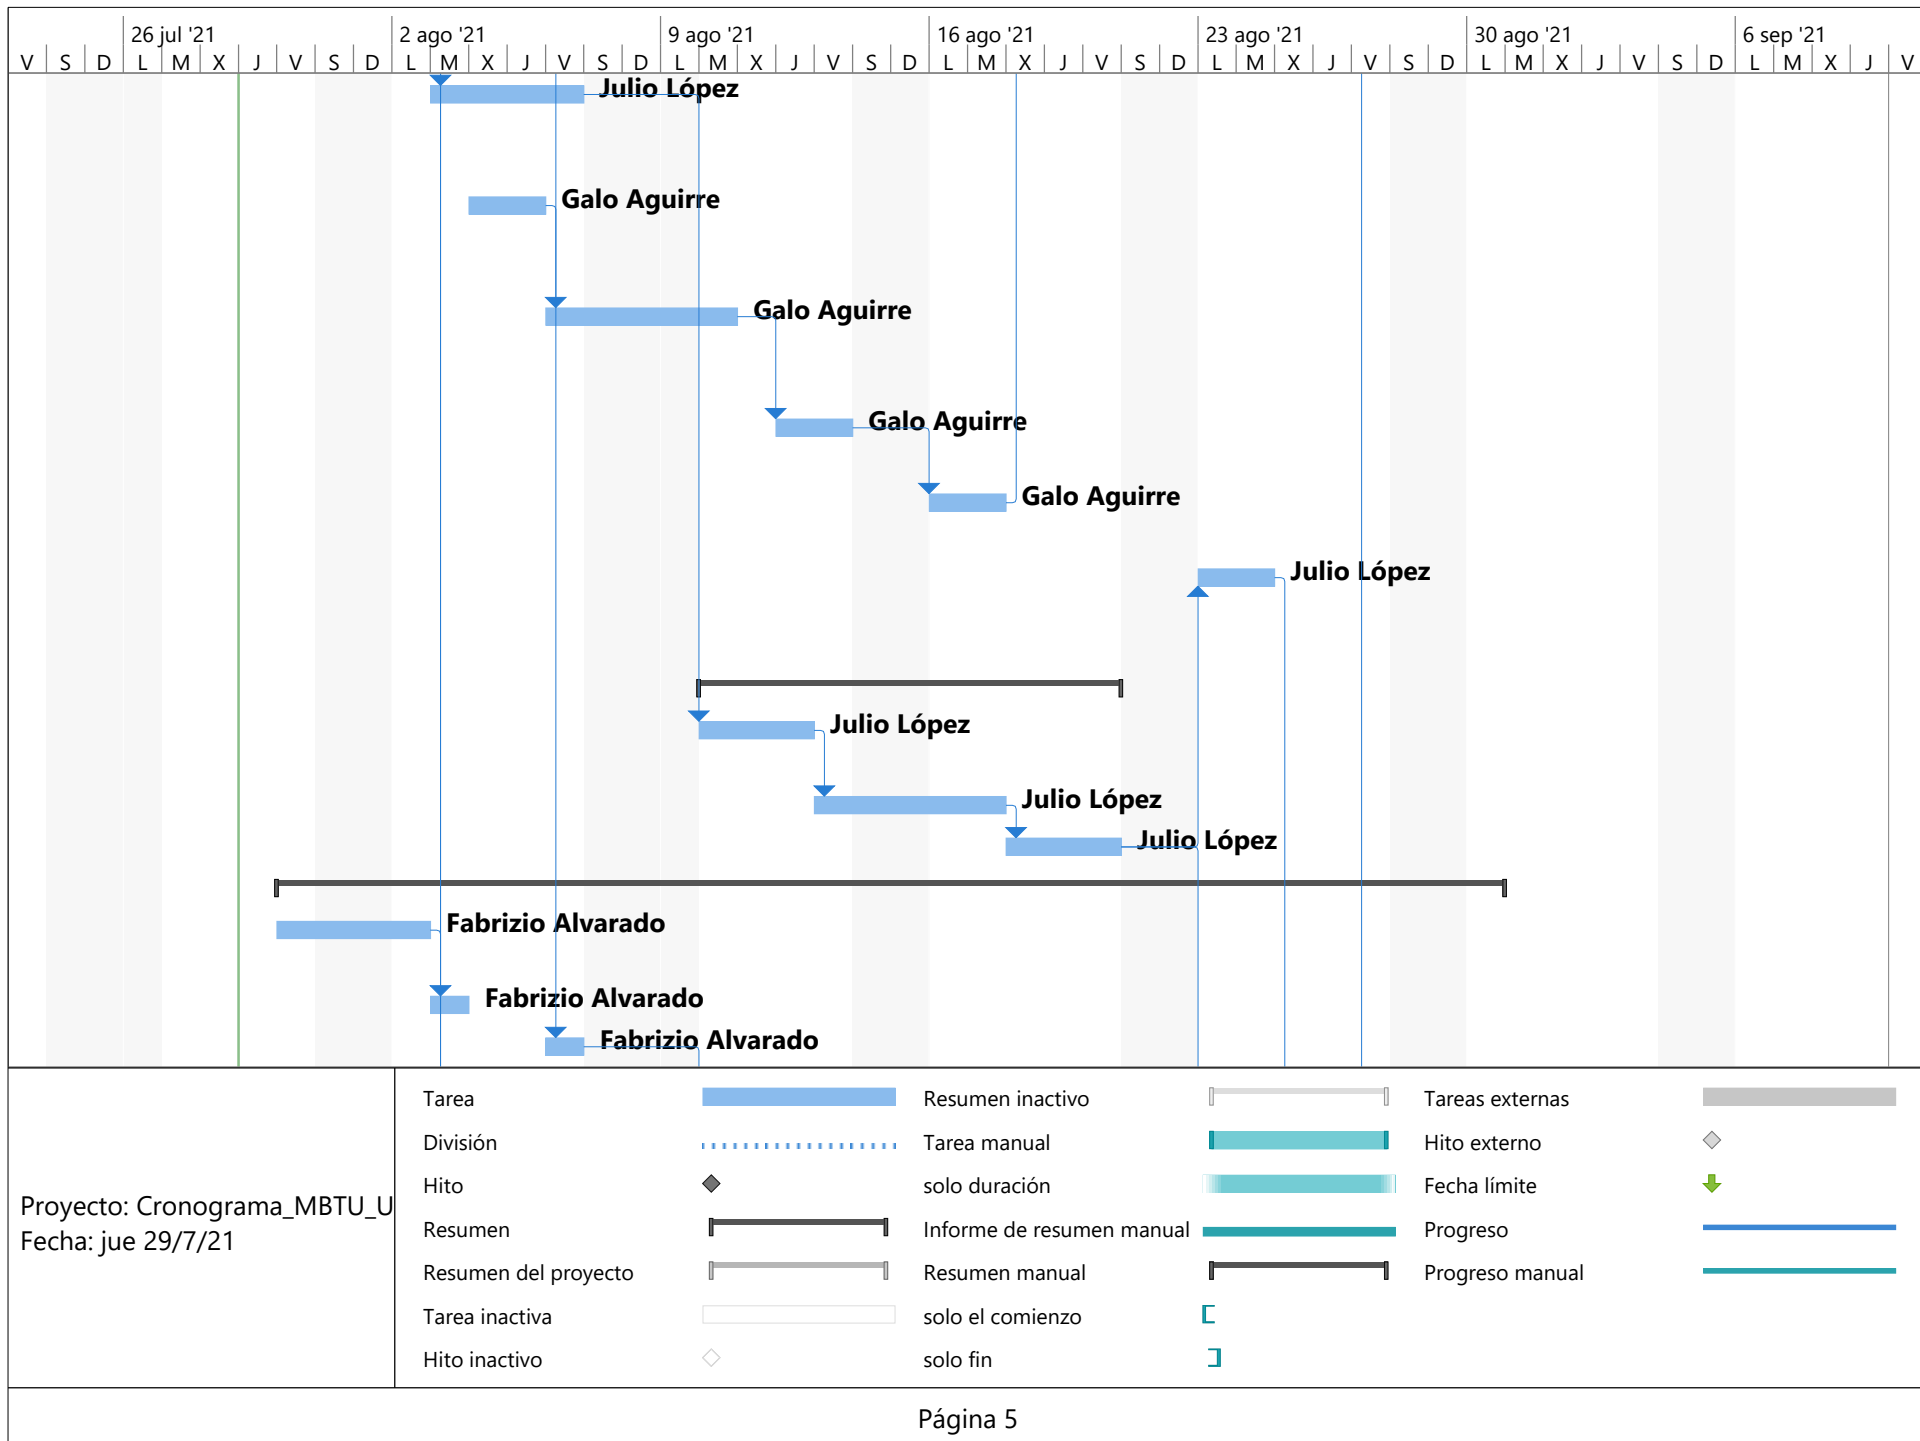 26 jul '21 2 ago '21 9 ago '21 16 ago '21 23 ago '21 30 ago '21 6 sep '21
V S D L M X J V S D L M X J V S D L M X J V S D L M X J V S D L M X J V S D L M X J V S D L M X J V
Julio López
Galo Aguirre
Galo Aguirre
Galo Aguirre
Galo Aguirre
Julio López
Julio López
Julio López
Julio López
Fabrizio Alvarado
Fabrizio Alvarado
Fabrizio Alvarado
Proyecto: Cronograma_MBTU_U
Fecha: jue 29/7/21
Tarea
División
Hito
Resumen
Resumen del proyecto
Tarea inactiva
Hito inactivo
Resumen inactivo
Tarea manual
solo duración
Informe de resumen manual
Resumen manual
solo el comienzo
solo fin
Tareas externas
Hito externo
Fecha límite
Progreso
Progreso manual
Página 5